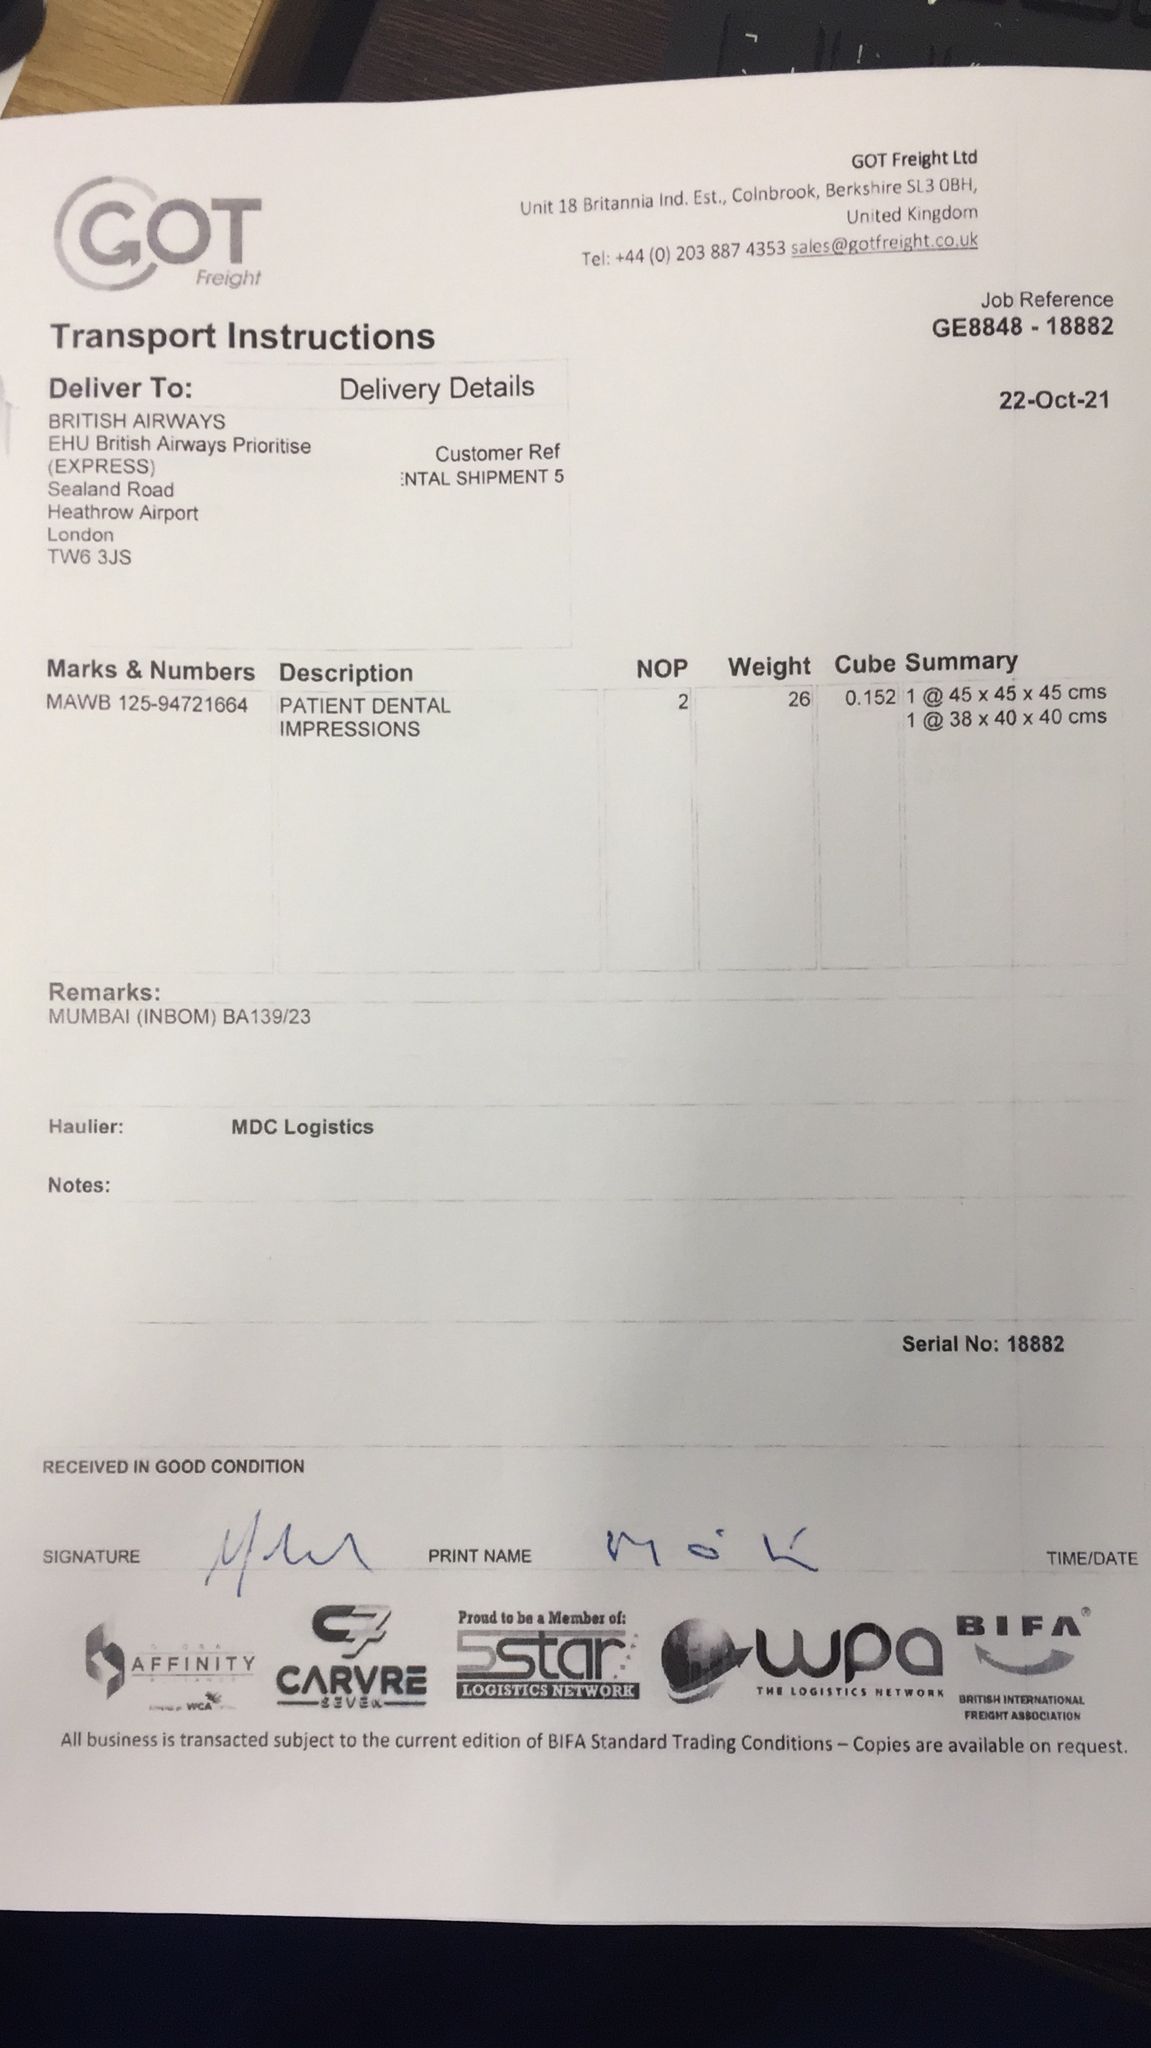 GOT
Freight
GOT Freight Ltd
Unit 18 Britannia Ind. Est., Colnbrook, Berkshire SL3 0BH,
United Kingdom
Tel: +44 (0) 203 887 4353 sales@gotfreight.co.uk
Job Reference
GE8848 - 18882
Transport Instructions
Deliver To: Delivery Details
22-Oct-21
BRITISH AIRWAYS
EHU British Airways Prioritise
(EXPRESS)
Sealand Road
Heathrow Airport
London
TW6 3JS
Customer Ref
ENTAL SHIPMENT 5
Marks & Numbers Description NOP Weight Cube Summary
MAWB 125-94721664 PATIENT DENTAL 2 26 0.152 1 @ 45 x 45 x 45 cms
IMPRESSIONS 1 @ 38 x 40 x 40 cms
Remarks:
MUMBAI (INBOM) BA139/23
Haulier: MDC Logistics
Notes:
Serial No: 18882
RECEIVED IN GOOD CONDITION
SIGNATURE PRINT NAME TIME/DATE
AFFINITY
WCA
C7
CARVRE
SEVEN
Proud to be a Member of:
5star
LOGISTICS NETWORK
wpa
THE LOGISTICS NETWORK
BIFA®
BRITISH INTERNATIONAL
FREIGHT ASSOCIATION
All business is transacted subject to the current edition of BIFA Standard Trading Conditions – Copies are available on request.